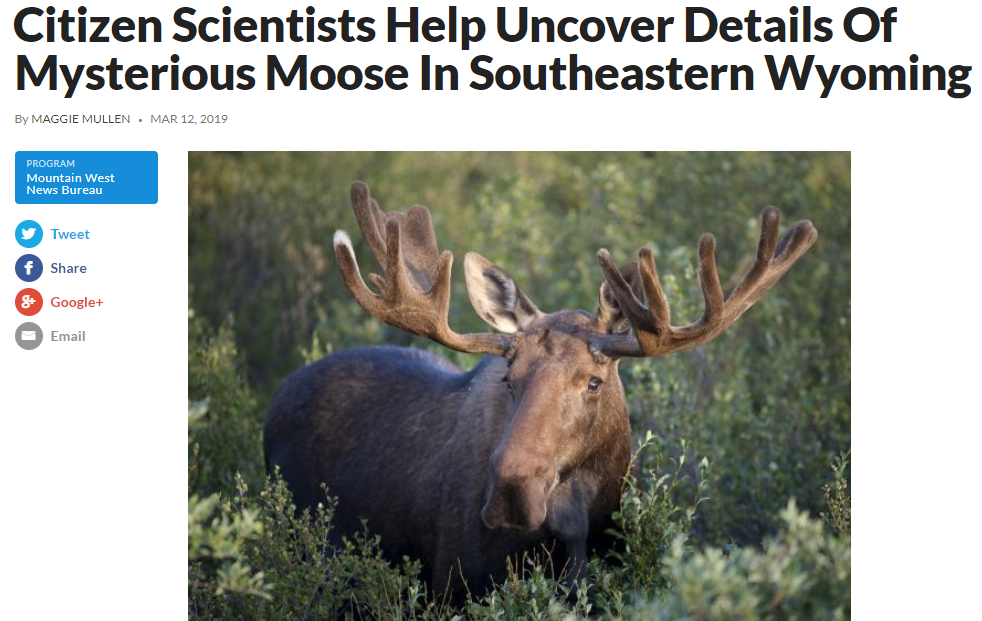 Citizen Scientists Help Uncover Details Of
Mysterious Moose In Southeastern Wyoming
By MAGGIE MULLEN • MAR 12, 2019
PROGRAM
Mountain West
News Bureau
Tweet
Share
Google+
Email